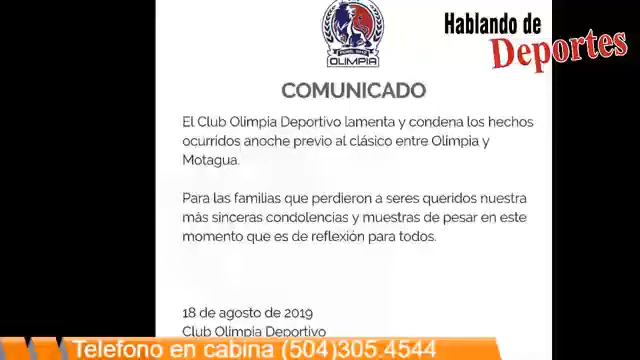 Hablando de
Deportes
OLIMPIA
COMUNICADO
El Club Olimpia Deportivo lamenta y condena los hechos
ocurridos anoche previo al clásico entre Olimpia y
Motagua.
Para las familias que perdieron a seres queridos nuestra
más sinceras condolencias y muestras de pesar en este
momento que es de reflexión para todos.
18 de agosto de 2019
Club Olimpia Deportivo
Telefono en cabina (504)305.4544